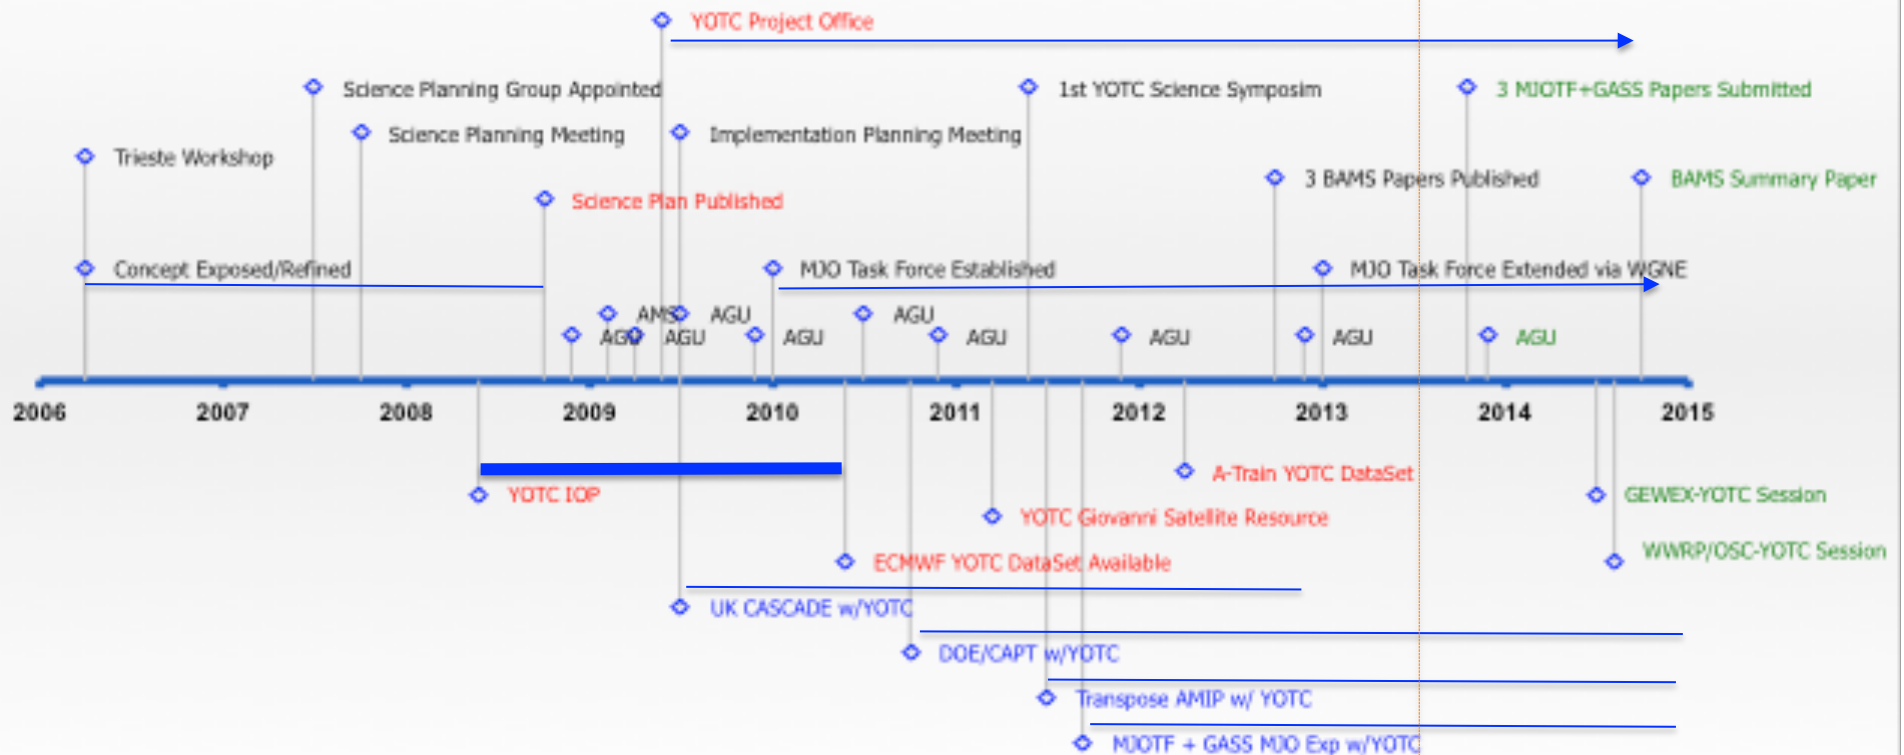 YOTC Project Office
Science Planning Group Appointed
1st YOTC Science Symposim
3 MJOTF+GASS Papers Submitted
Science Planning Meeting
Implementation Planning Meeting
Trieste Workshop
3 BAMS Papers Published
BAMS Summary Paper
Science Plan Published
Concept Exposed/Refined
MJO Task Force Established
MJO Task Force Extended via WGNE
AMS
AGU
AGU
AGU
AGU
AGU
AGU
AGU
AGU
AGU
2006 2007 2008 2009 2010 2011 2012 2013 2014 2015
A-Train YOTC DataSet
YOTC IOP
GEWEX-YOTC Session
YOTC Giovanni Satellite Resource
WWRP/OSC-YOTC Session
ECMWF YOTC DataSet Available
UK CASCADE w/YOTC
DOE/CAPT w/YOTC
Transpose AMIP w/ YOTC
MJOTF + GASS MJO Exp w/YOTC